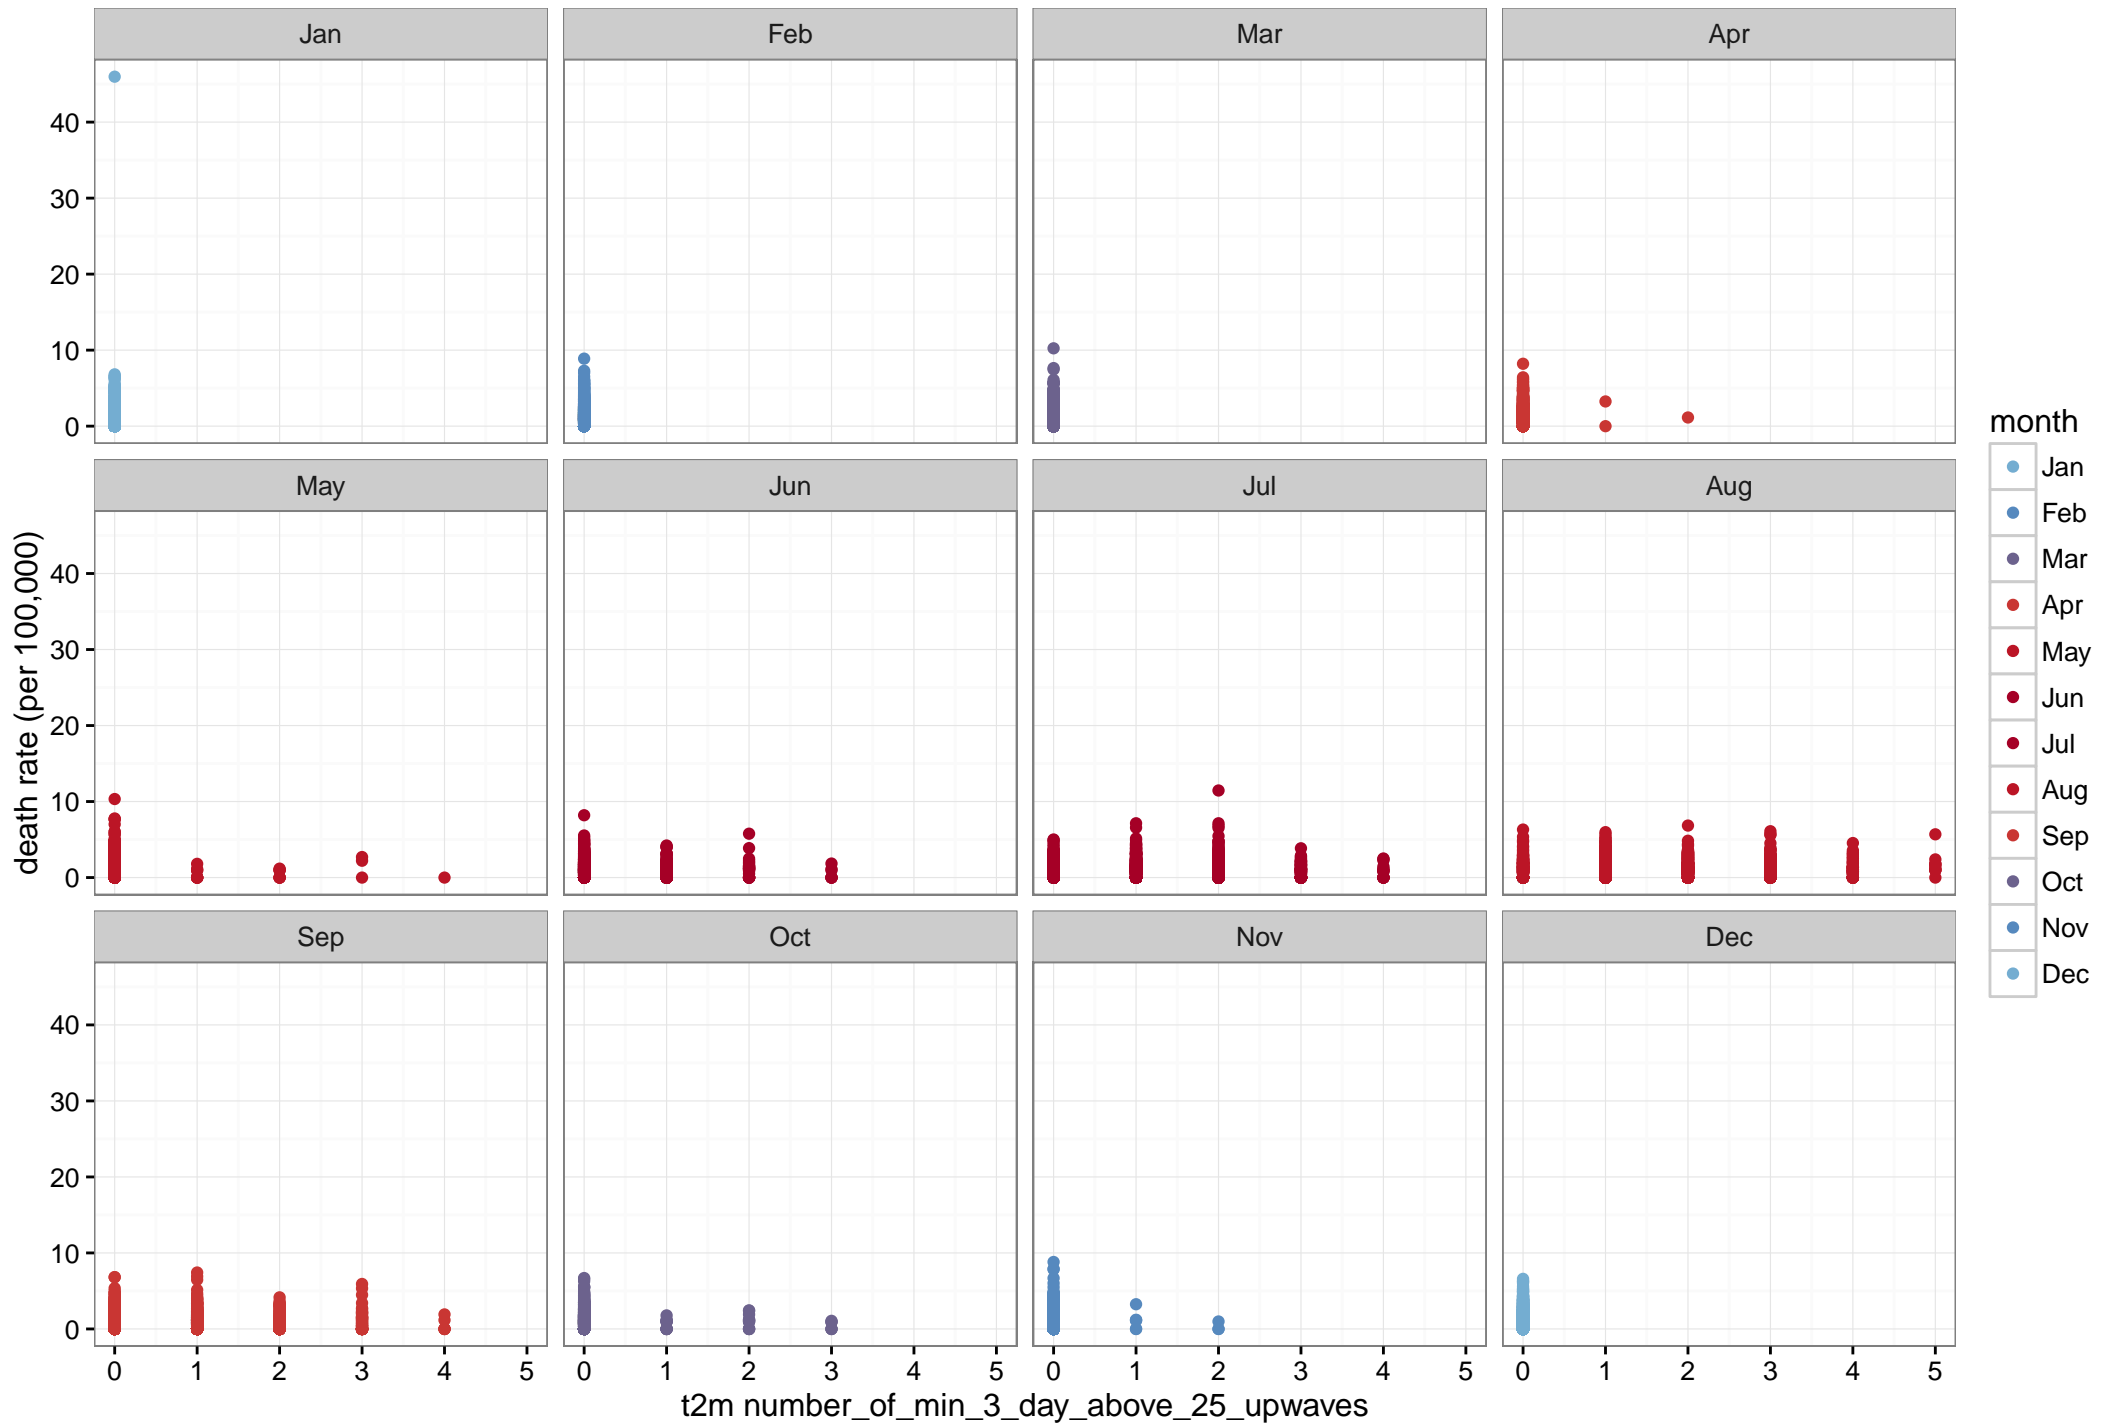 Jan Feb Mar Apr
40
30
20
10
0
May Jun Jul Aug
40
30
20
10
0
Sep Oct Nov Dec
40
30
20
10
0
0 1 2 3 4 5 0 1 2 3 4 5 0 1 2 3 4 5 0 1 2 3 4 5
t2m number_of_min_3_day_above_25_upwaves
death rate (per 100,000)
month
Jan
Feb
Mar
Apr
May
Jun
Jul
Aug
Sep
Oct
Nov
Dec